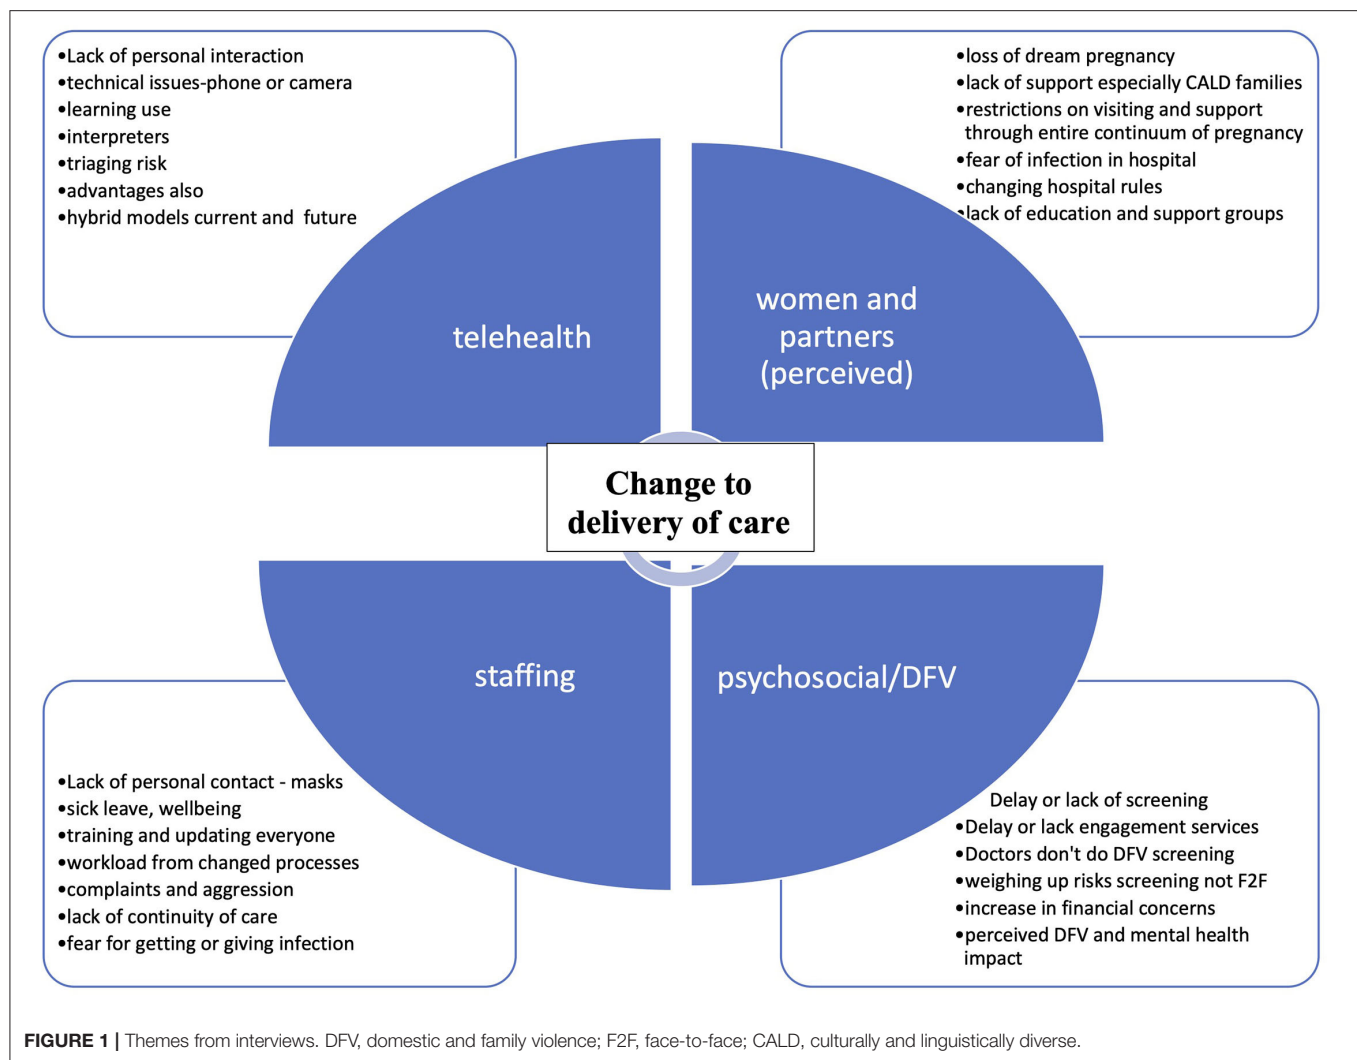 •Lack of personal interaction
•technical issues-phone or camera
•learning use
•interpreters
•triaging risk
•advantages also
•hybrid models current and future
•loss of dream pregnancy
•lack of support especially CALD families
•restrictions on visiting and support
through entire continuum of pregnancy
•fear of infection in hospital
•changing hospital rules
•lack of education and support groups
telehealth
women and
partners
(perceived)
Change to
delivery of care
staffing
psychosocial/DFV
•Lack of personal contact - masks
•sick leave, wellbeing
•training and updating everyone
•workload from changed processes
•complaints and aggression
•lack of continuity of care
•fear for getting or giving infection
Delay or lack of screening
•Delay or lack engagement services
•Doctors don't do DFV screening
•weighing up risks screening not F2F
•increase in financial concerns
•perceived DFV and mental health
impact
FIGURE 1 | Themes from interviews. DFV, domestic and family violence; F2F, face-to-face; CALD, culturally and linguistically diverse.